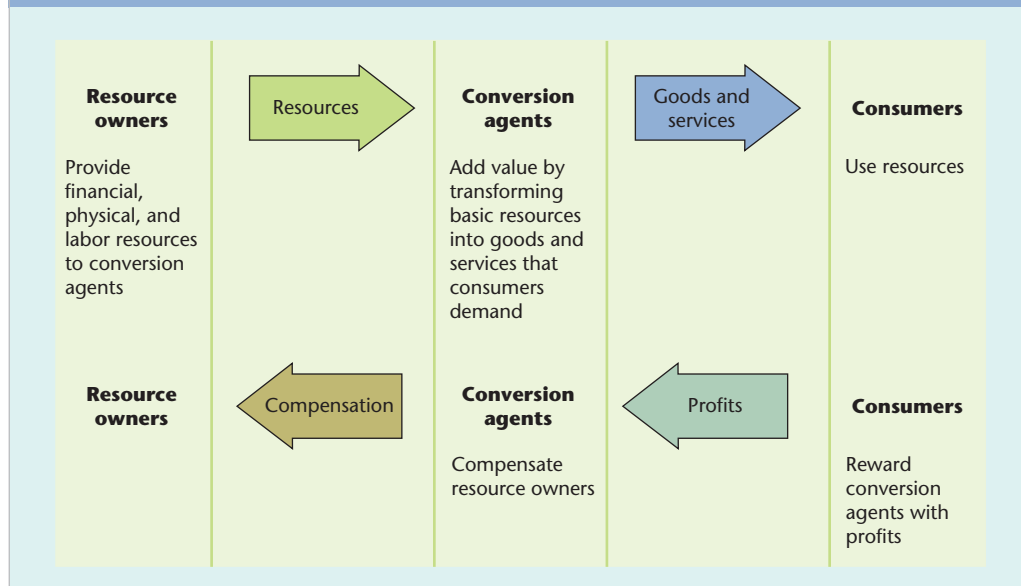 Resource
owners
Provide
financial,
physical, and
labor resources
to conversion
agents
Resources
Conversion
agents
Add value by
transforming
basic resources
into goods and
services that
consumers
demand
Goods and
services
Consumers
Use resources
Resource
owners
Compensation
Conversion
agents
Compensate
resource owners
Profits
Consumers
Reward
conversion
agents with
profits